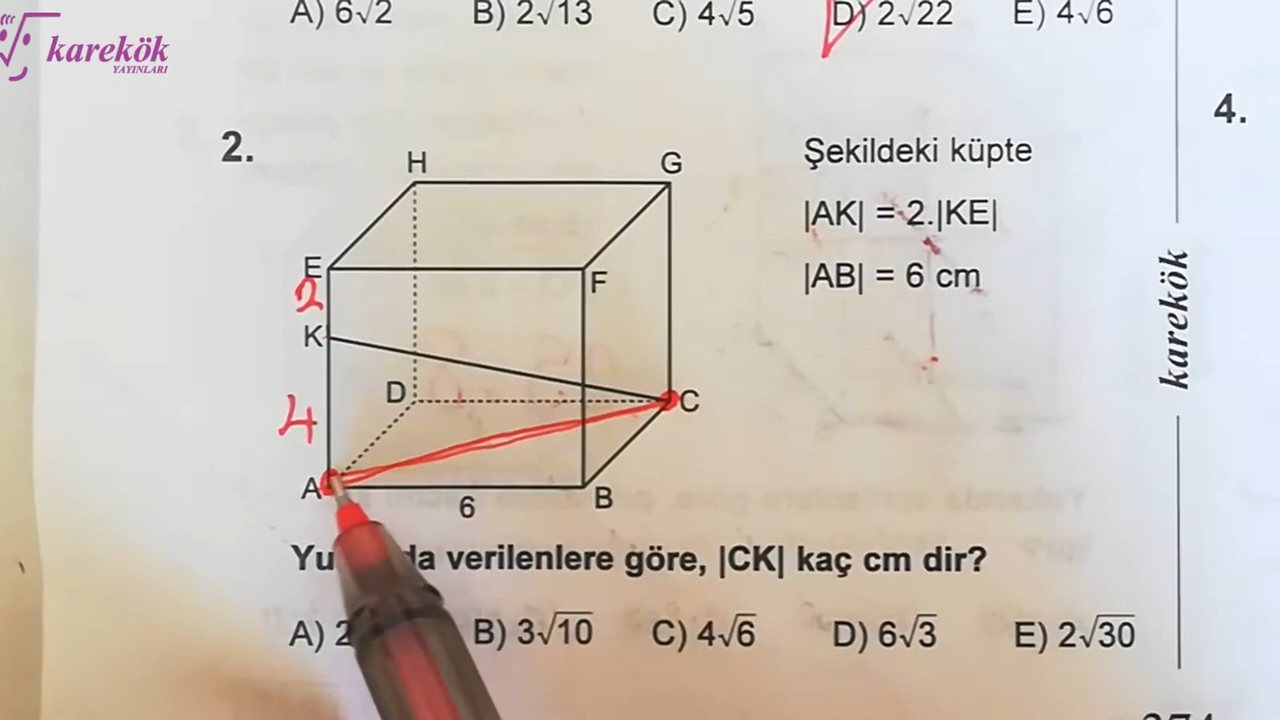 A) 6√2 B) 2√13 C) 4√5 D) 2√22 E) 4√6
karekök
YAYINLARI
2.
4.
H G
E F
2
K
D C
4
A B
6
Şekildeki küpte
|AK| = 2.|KE|
|AB| = 6 cm
karekök
verilenlere göre, |CK| kaç cm dir?
A) 2 B) 3√10 C) 4√6 D) 6√3 E) 2√30